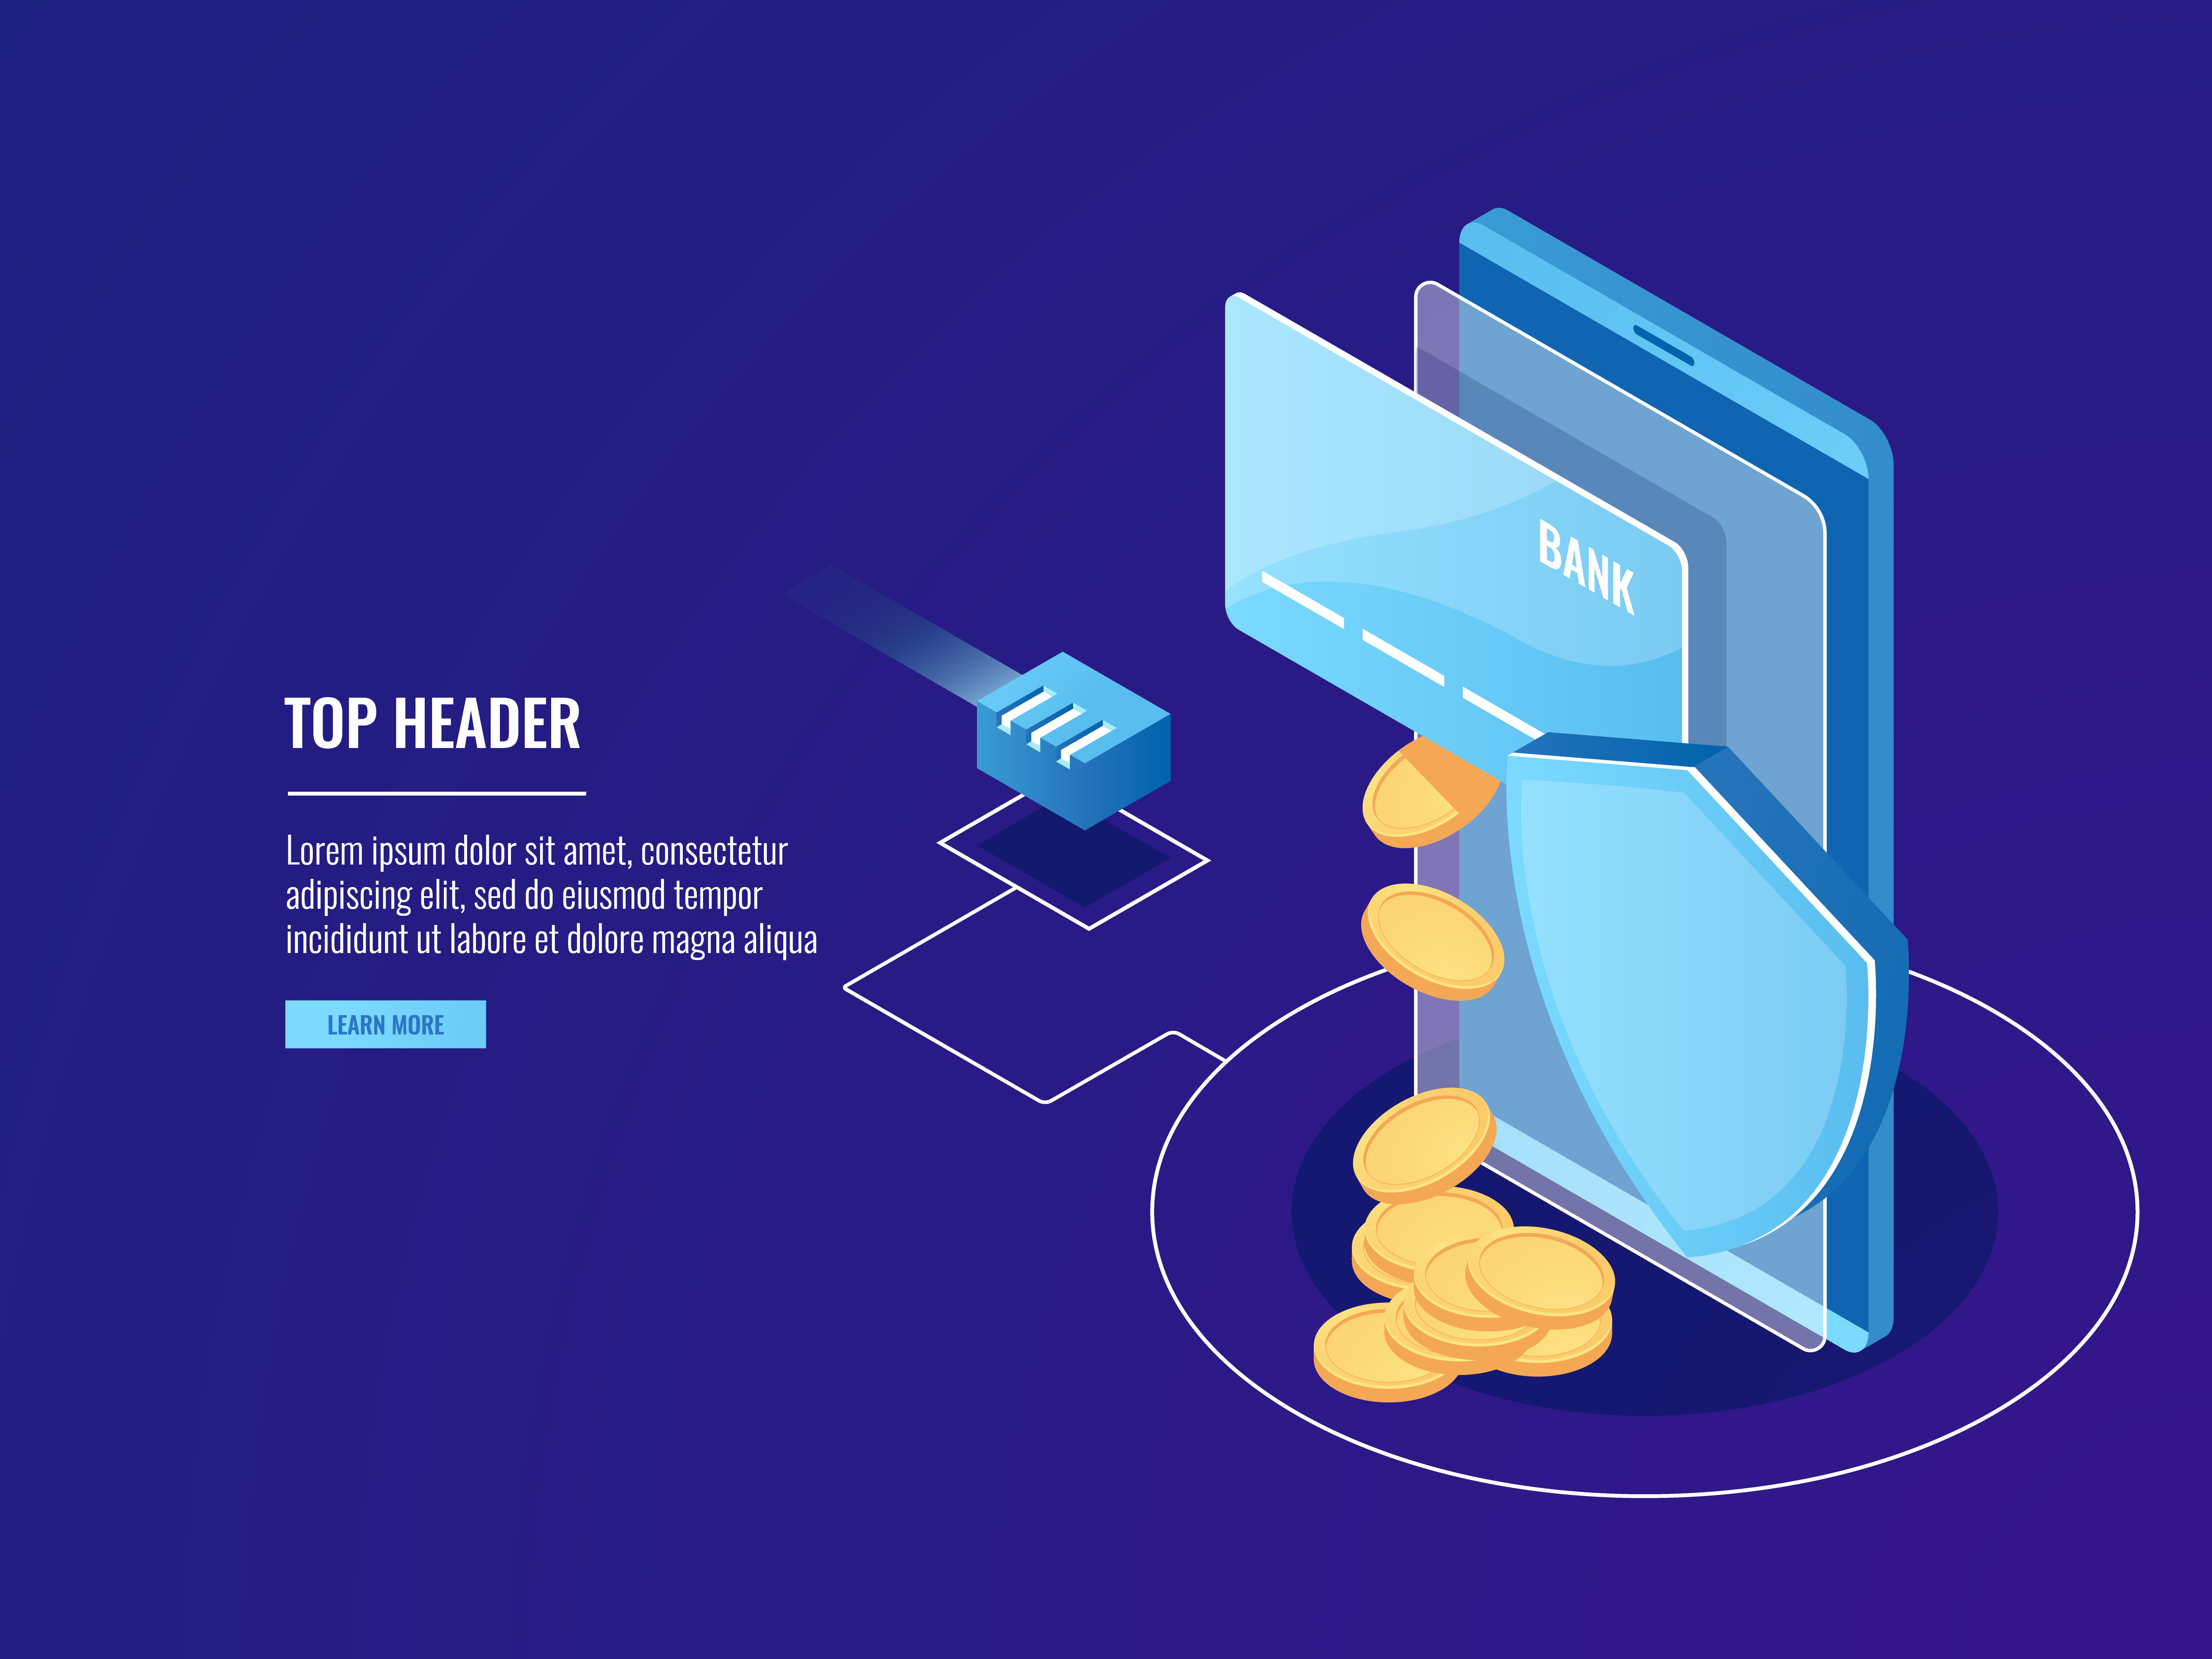 BANK
TOP HEADER
Lorem ipsum dolor sit amet, consectetur
adipiscing elit, sed do eiusmod tempor
incididunt ut labore et dolore magna aliqua
LEARN MORE